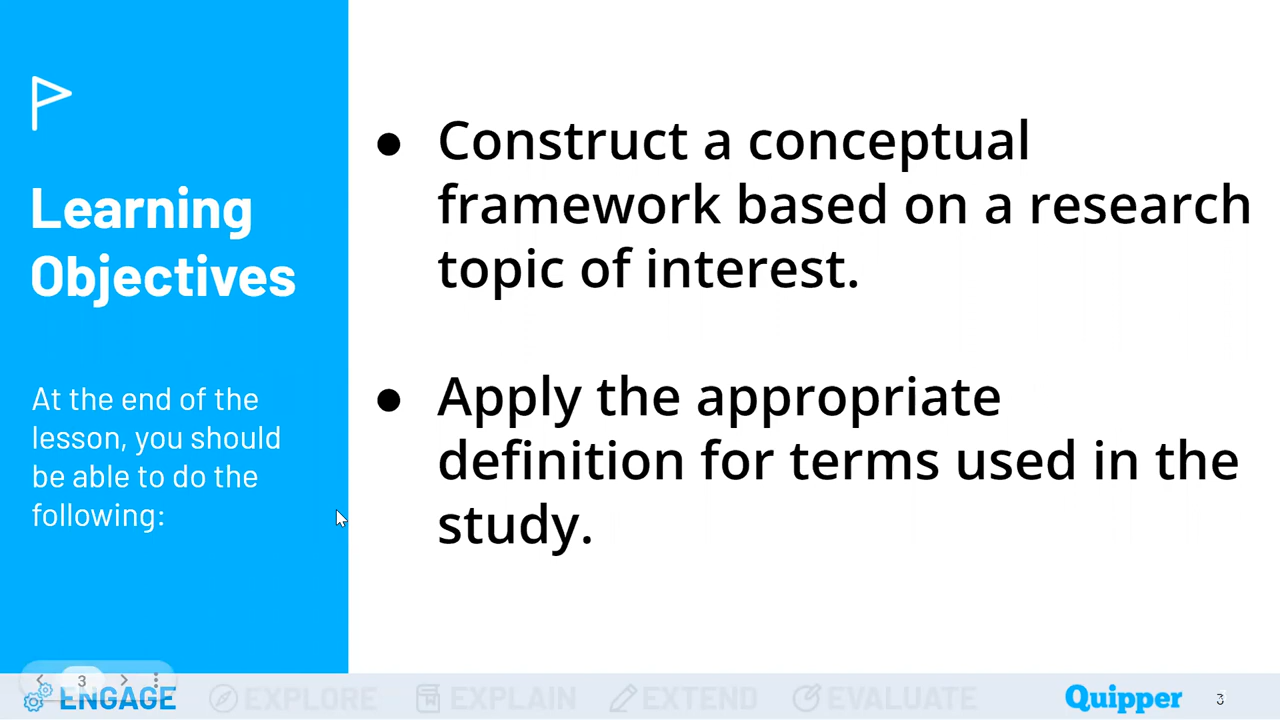 Learning
Objectives
At the end of the
lesson, you should
be able to do the
following:
● Construct a conceptual
framework based on a research
topic of interest.
● Apply the appropriate
definition for terms used in the
study.
3
ENGAGE
EXPLORE
EXPLAIN
EXTEND
EVALUATE
Quipper
3